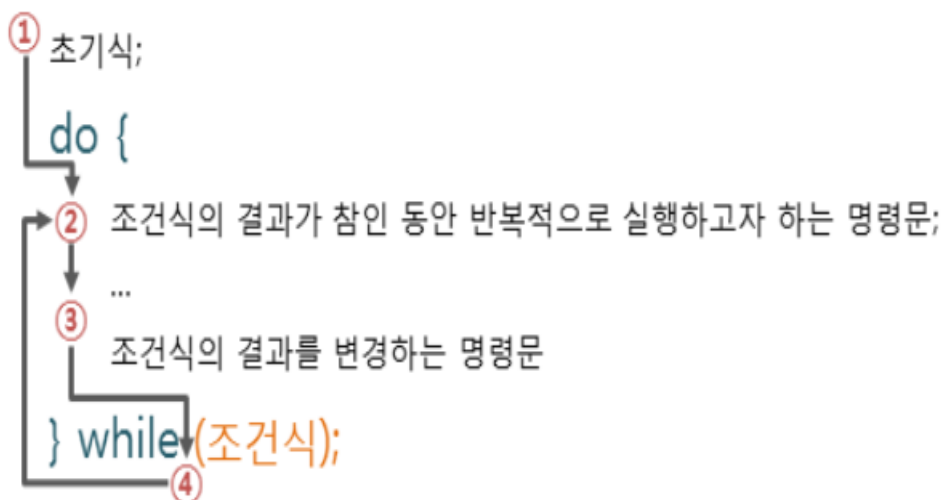 ① 초기식;
do {
② 조건식의 결과가 참인 동안 반복적으로 실행하고자 하는 명령문;
...
③
조건식의 결과를 변경하는 명령문
} while (조건식);
④